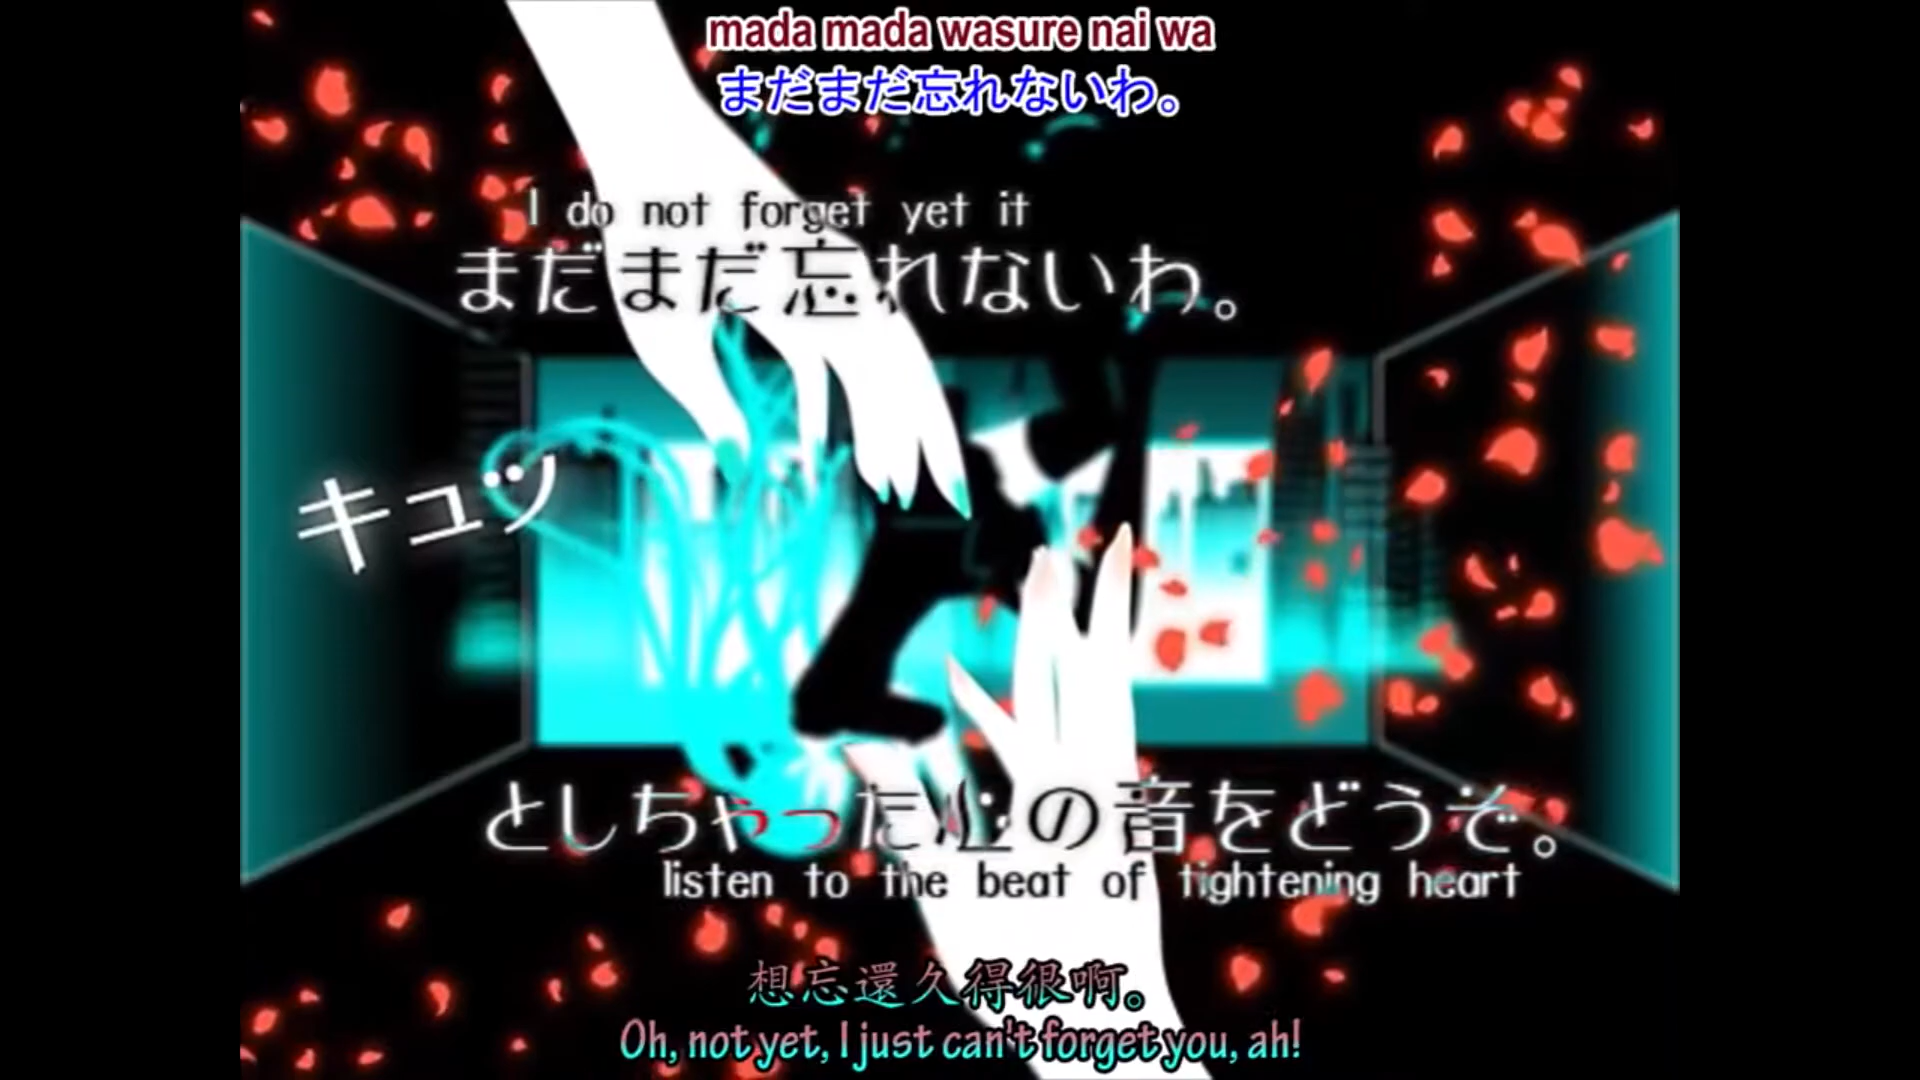 mada mada wasure nai wa
まだまだ忘れないわ。
I do not forget yet it
まだまだ忘れないわ。
キュッ
としちゃった心の音をどうぞ。
listen to the beat of tightening heart
想忘還久得很啊。
Oh, not yet, I just can't forget you, ah!